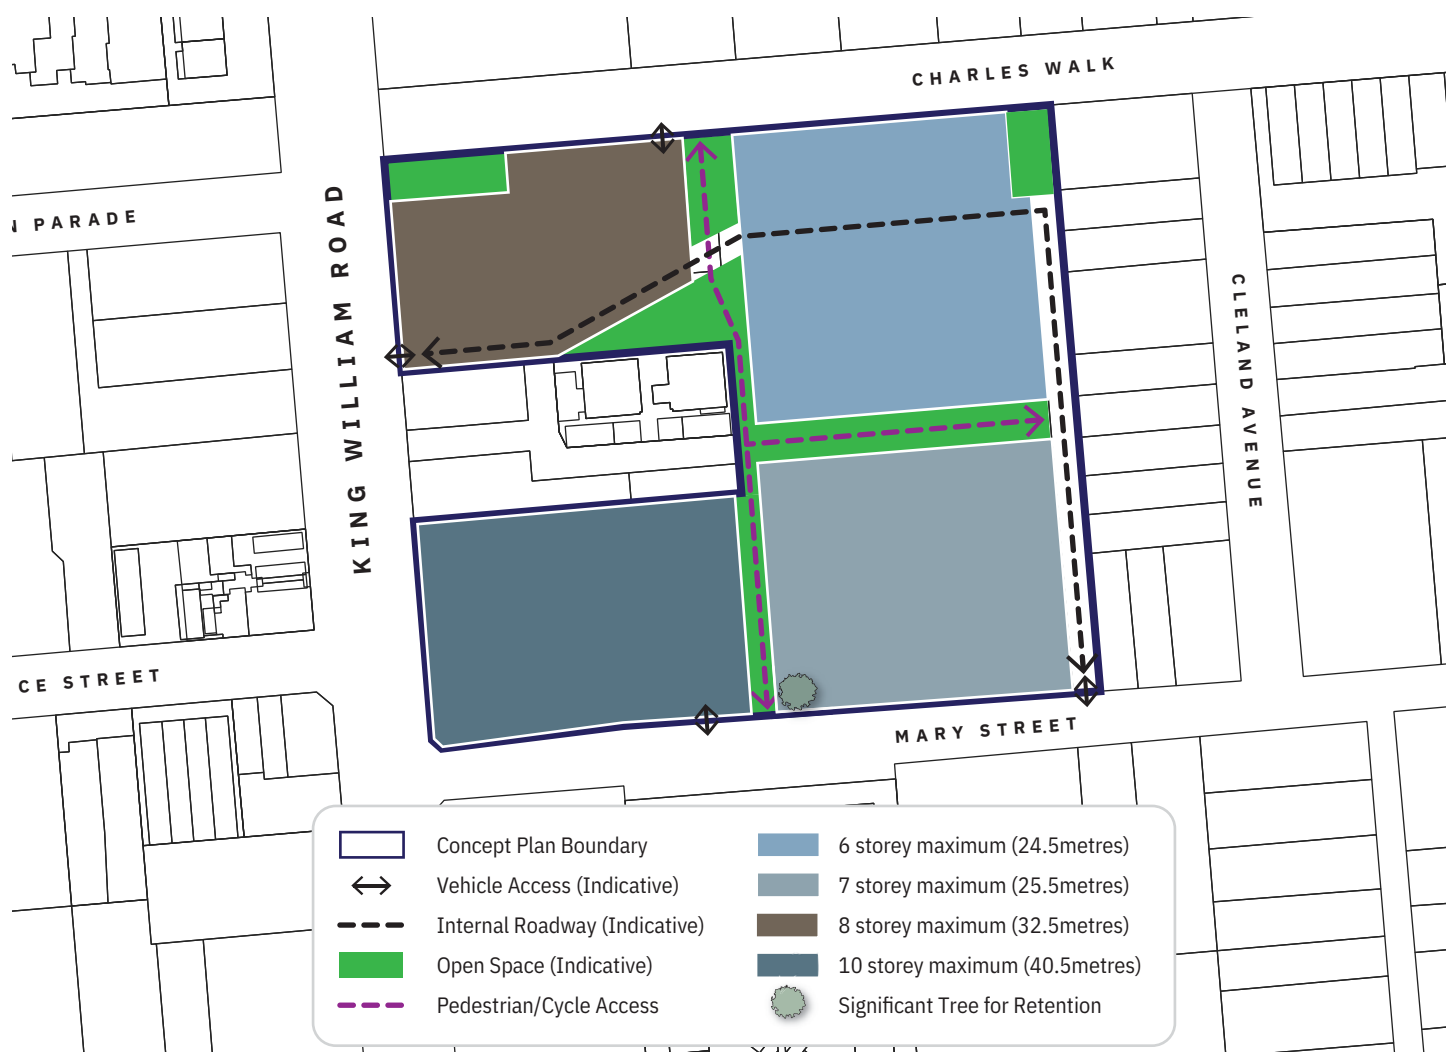 CHARLES WALK
N PARADE
KING WILLIAM ROAD
CLELAND AVENUE
CE STREET
MARY STREET
Concept Plan Boundary
Vehicle Access (Indicative)
Internal Roadway (Indicative)
Open Space (Indicative)
Pedestrian/Cycle Access
6 storey maximum (24.5metres)
7 storey maximum (25.5metres)
8 storey maximum (32.5metres)
10 storey maximum (40.5metres)
Significant Tree for Retention